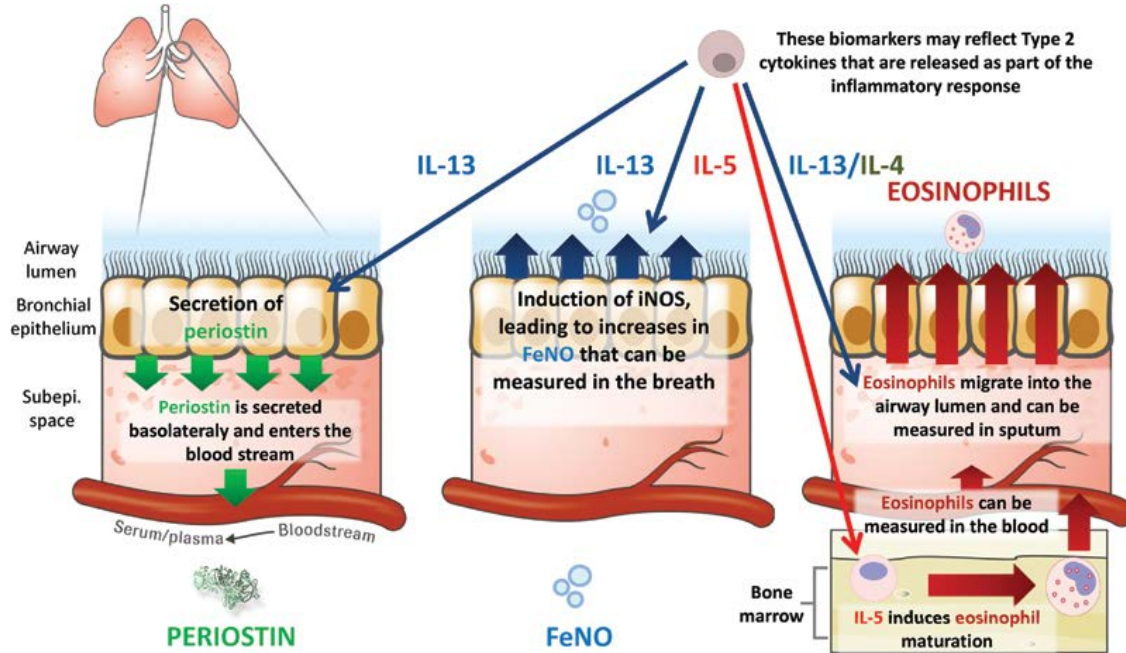 These biomarkers may reflect Type 2
cytokines that are released as part of the
inflammatory response
IL-13
IL-13
IL-5
IL-13/IL-4
EOSINOPHILS
Airway
lumen
Bronchial
epithelium
Subepi.
space
Secretion of
periostin
Periostin is secreted
basolateraly and enters the
blood stream
Serum/plasma
Bloodstream
PERIOSTIN
Induction of iNOS,
leading to increases in
FeNO that can be
measured in the breath
FeNO
Eosinophils migrate into the
airway lumen and can be
measured in sputum
Eosinophils can be
measured in the blood
Bone
marrow
IL-5 induces eosinophil
maturation